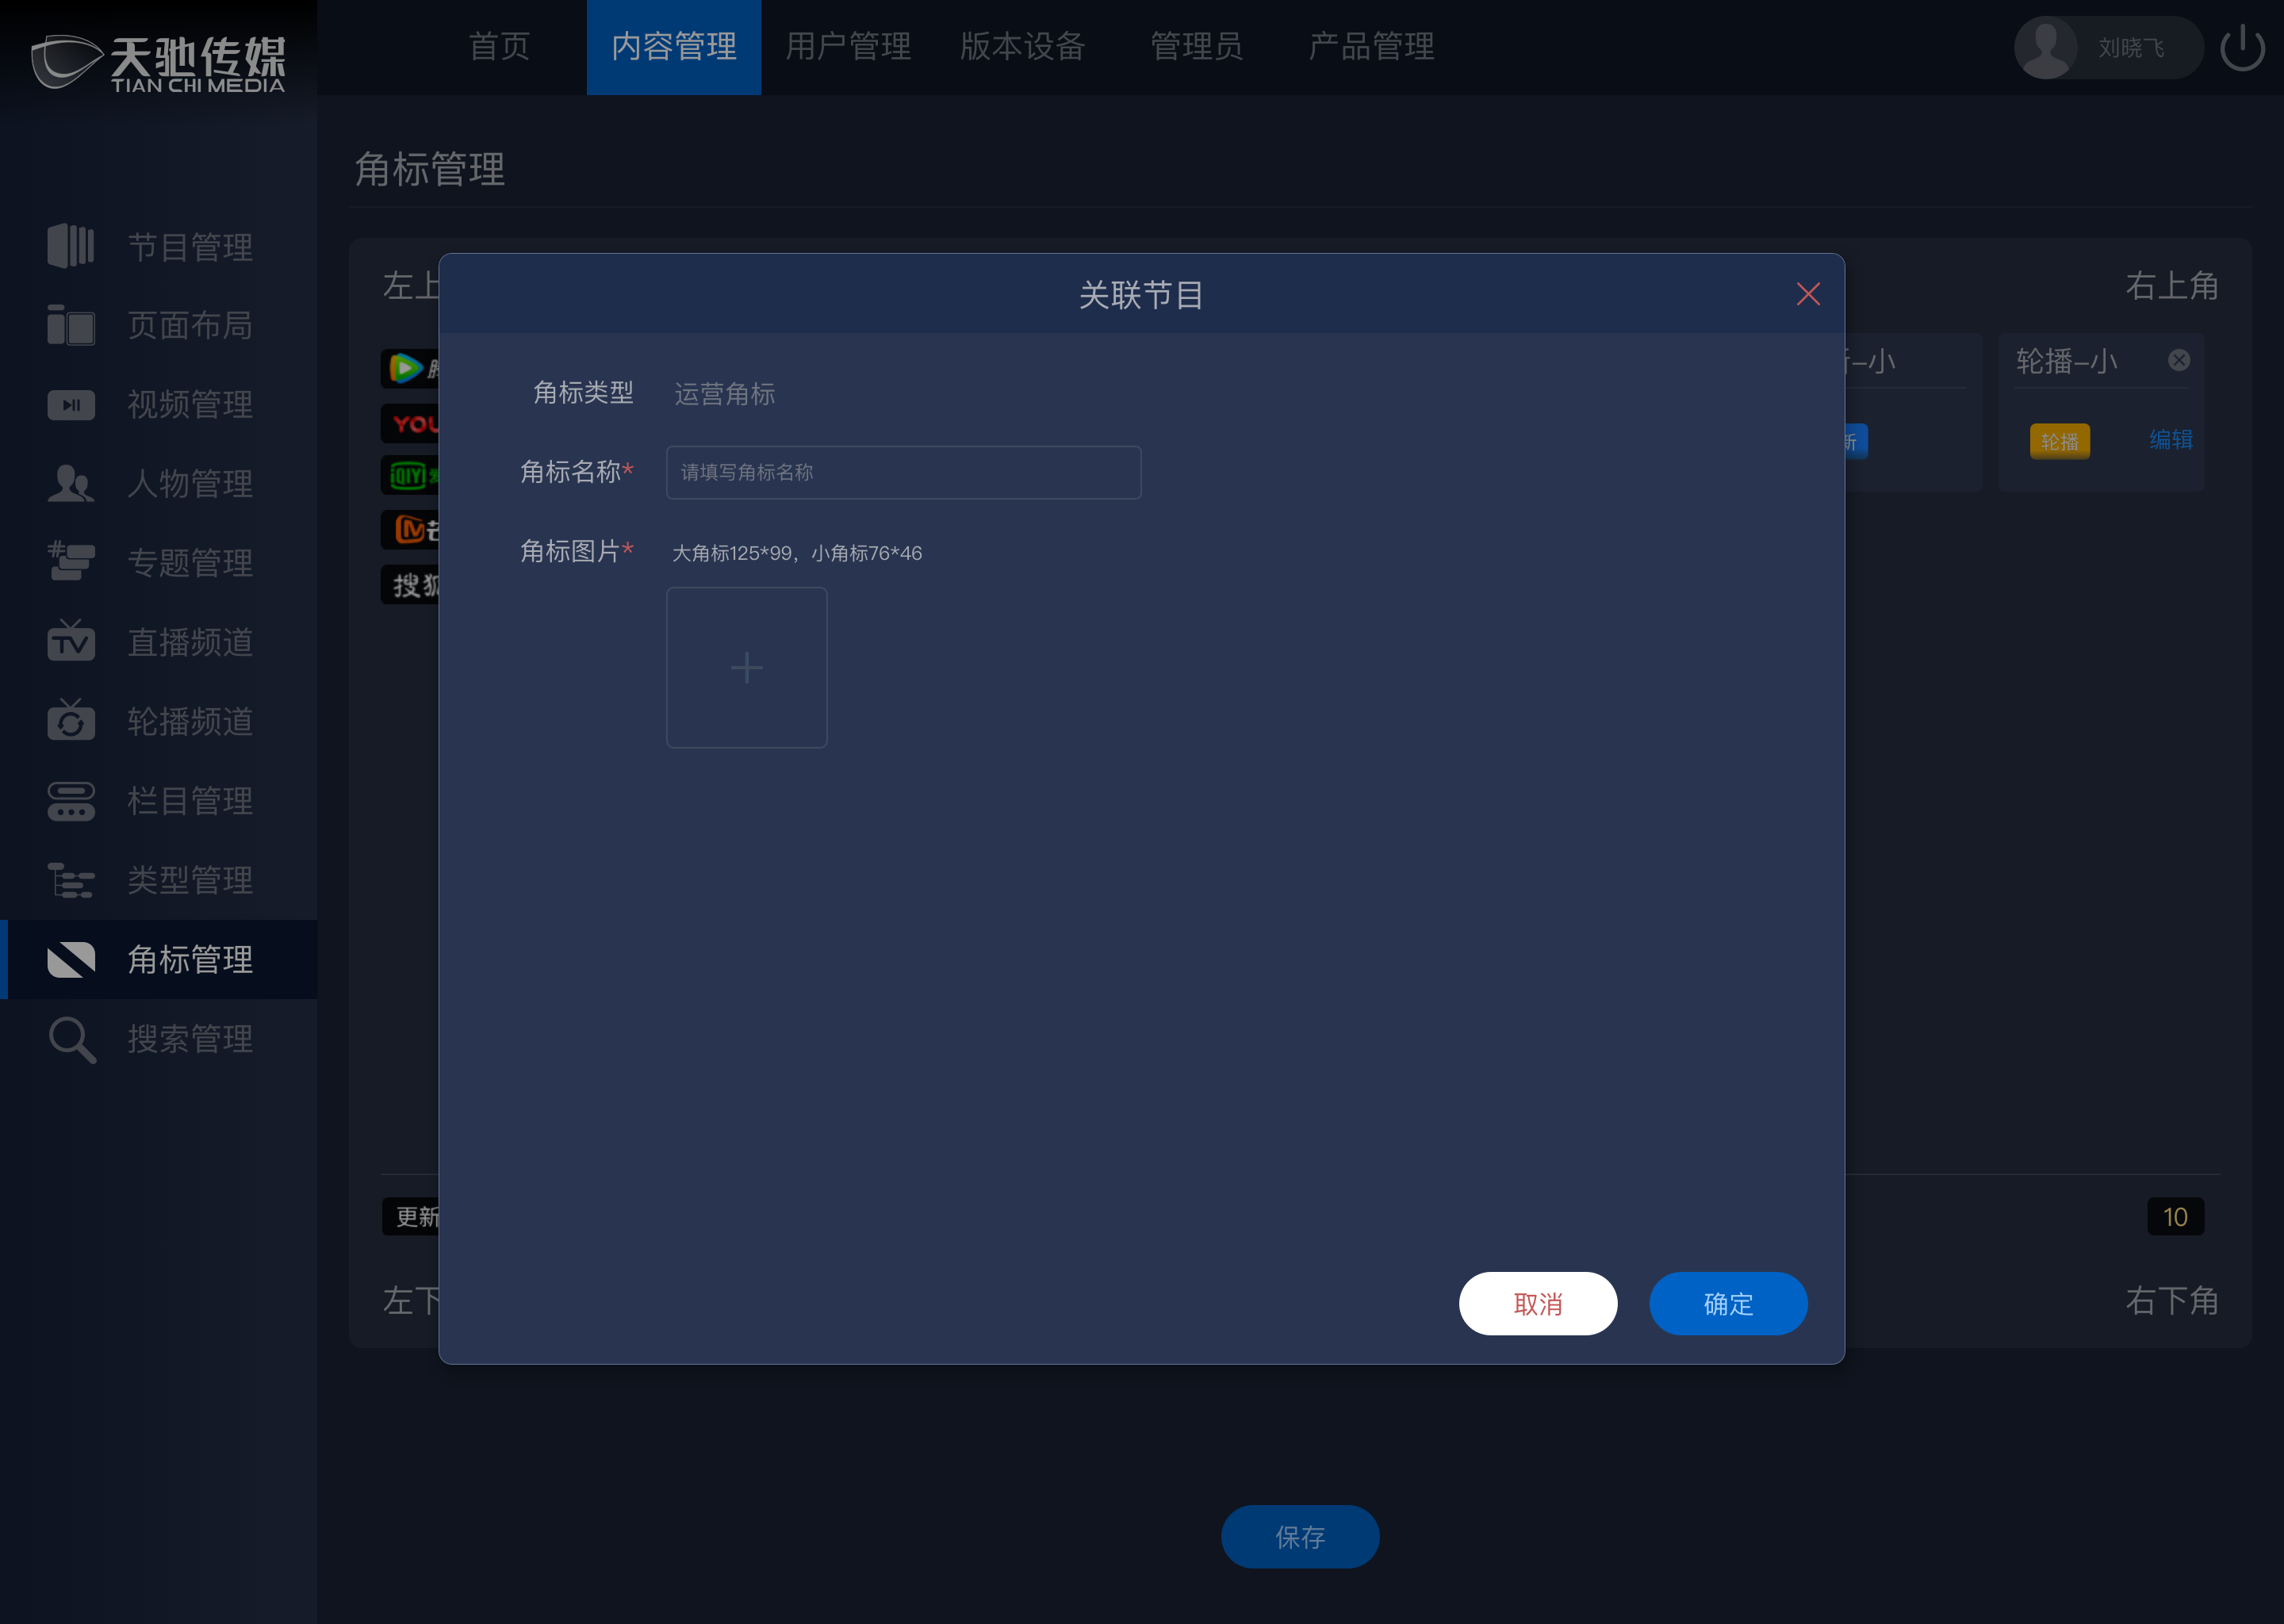 天驰传媒
TIAN CHI MEDIA
首页 内容管理 用户管理 版本设备 管理员 产品管理
刘晓飞
节目管理
页面布局
视频管理
人物管理
专题管理
TV 直播频道
轮播频道
栏目管理
类型管理
角标管理
搜索管理
角标管理
左上
右上角
YOU
QIYI
搜狐
-小
新
轮播-小
轮播 编辑
关联节目
角标类型 运营角标
角标名称* 请填写角标名称
角标图片* 大角标125*99，小角标76*46
取消 确定
更新
10
左下
右下角
保存